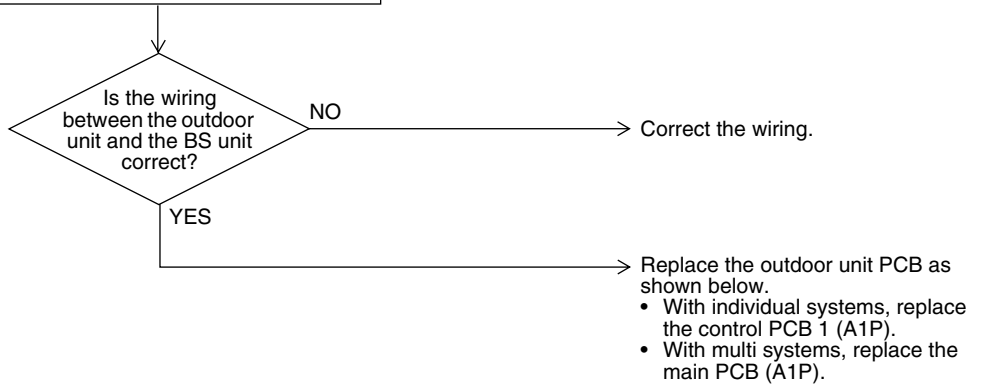 Is the wiring
between the outdoor
unit and the BS unit
correct?
NO
Correct the wiring.
YES
Replace the outdoor unit PCB as
shown below.
• With individual systems, replace
the control PCB 1 (A1P).
• With multi systems, replace the
main PCB (A1P).